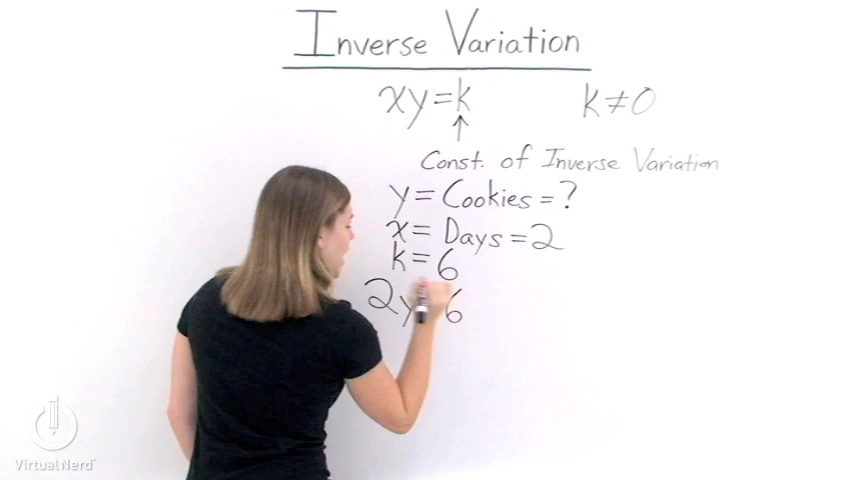 Inverse Variation
xy=k k≠0
↑
Const. of Inverse Variation
y = Cookies = ?
x = Days = 2
k = 6
2y 6
VirtualNerd